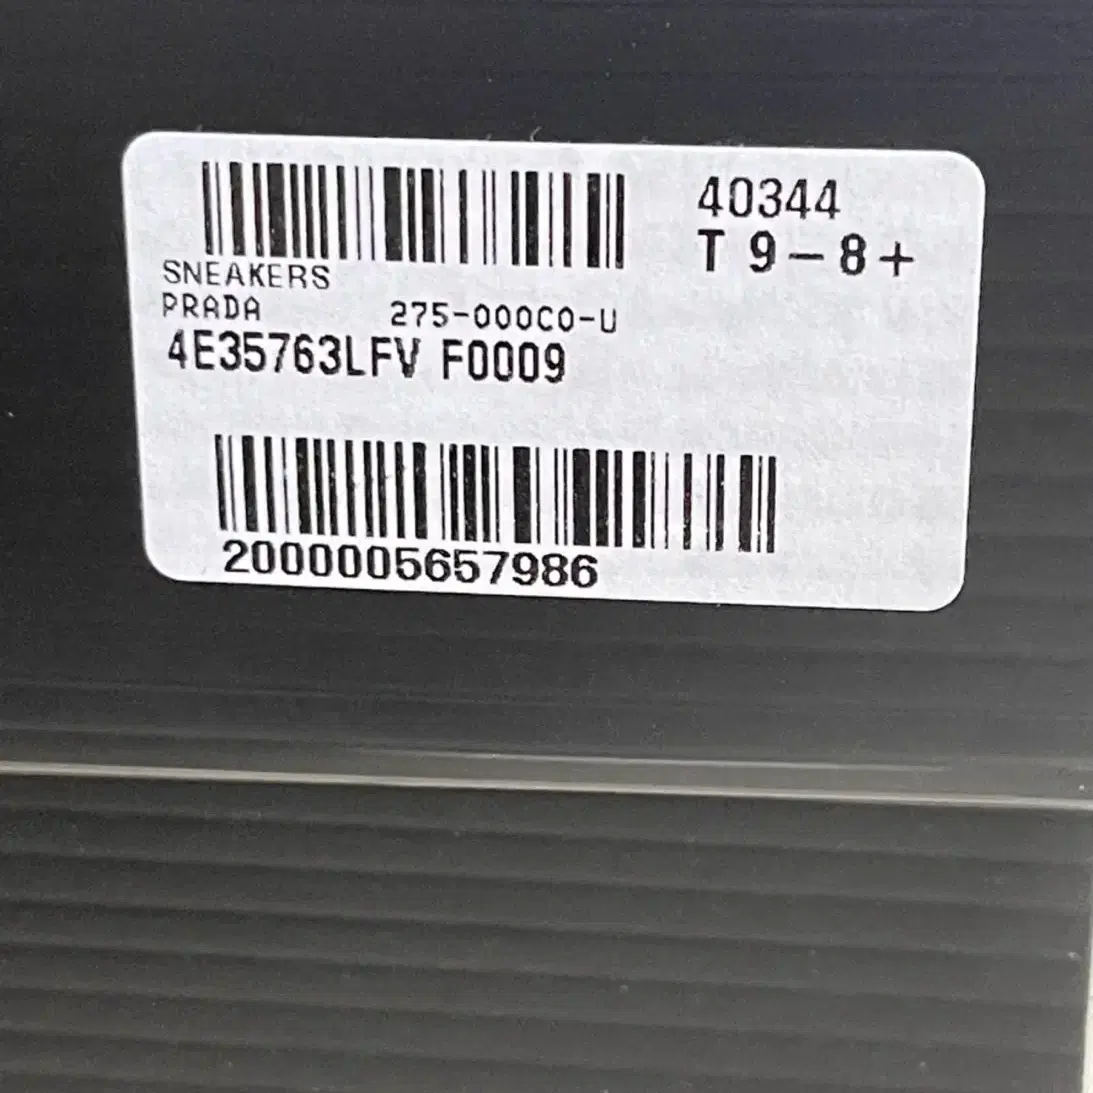 40344
T 9-8+
SNEAKERS
PRADA 275-000C0-U
4E35763LFV F0009
2000005657986